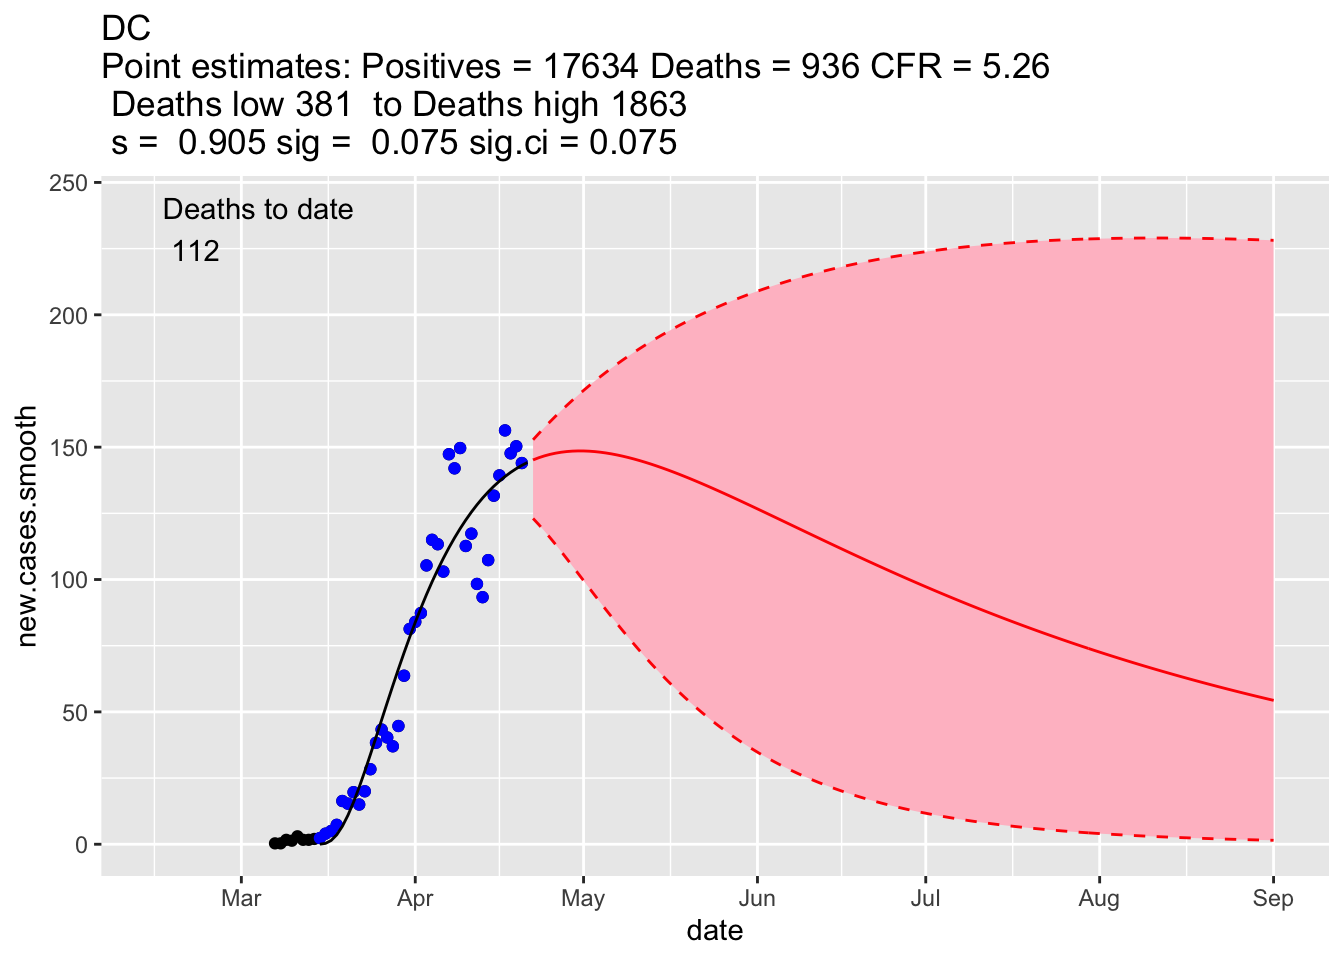 DC
Point estimates: Positives = 17634 Deaths = 936 CFR = 5.26
Deaths low 381  to Deaths high 1863
s =  0.905 sig =  0.075 sig.ci = 0.075
250
Deaths to date
112
200
150
new.cases.smooth
100
50
0
Mar Apr May Jun Jul Aug Sep
date